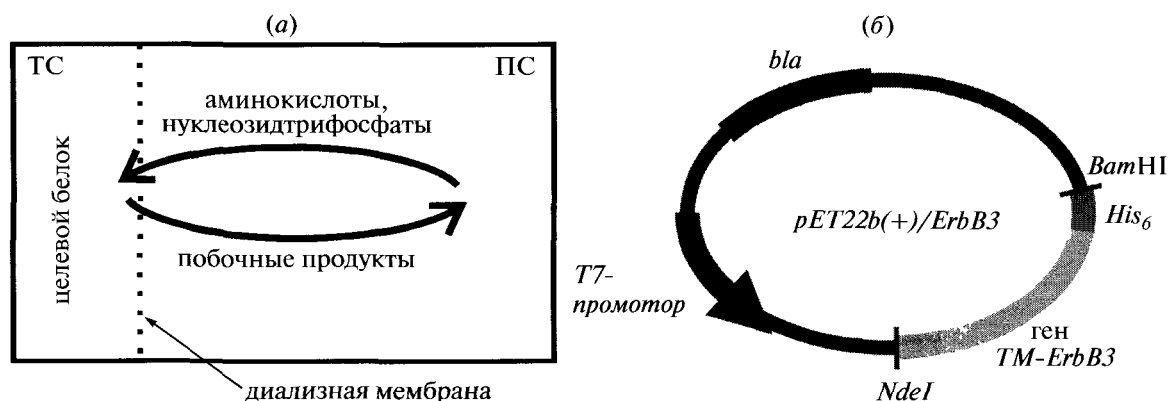 (а)
ТС
ПС
аминокислоты,
нуклеозидтрифосфаты
целевой белок
побочные продукты
диализная мембрана
(б)
bla
BamHI
His6
pET22b(+)/ErbB3
T7-
промотор
ген
TM-ErbB3
NdeI